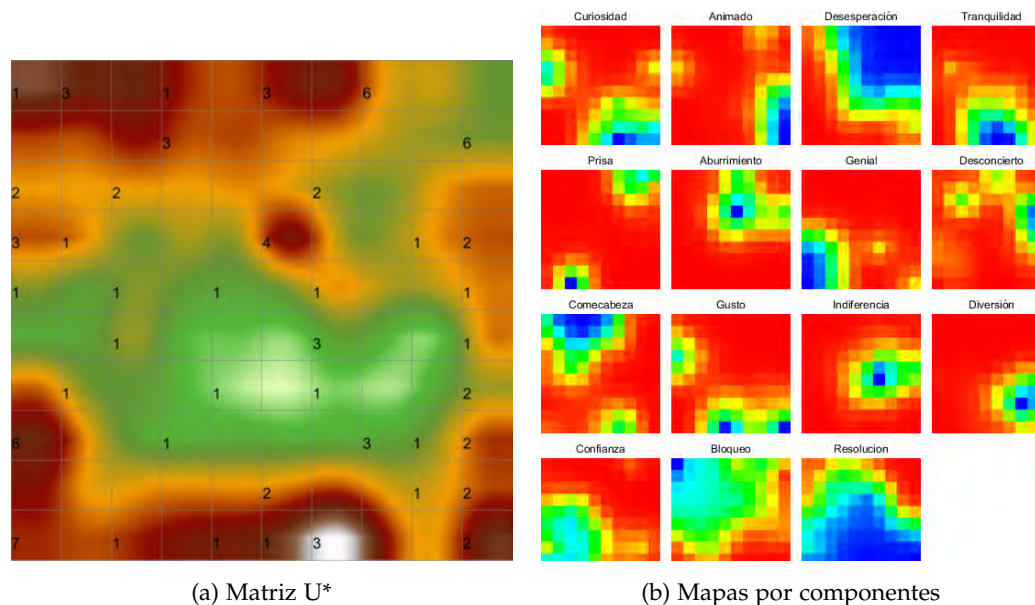 Curiosidad Animado Desesperación Tranquilidad
1 3 1 3 6
3 6
Prisa Aburrimiento Genial Desconcierto
2 2 2
3 1 4 1 2
1 1 1 1 1
Comecabeza Gusto Indiferencia Diversión
1 3 1
1 1 1 2
6 1 3 1 2
Confianza Bloqueo Resolucion
2 1 2
7 1 1 1 3 2
(a) Matriz U* (b) Mapas por componentes